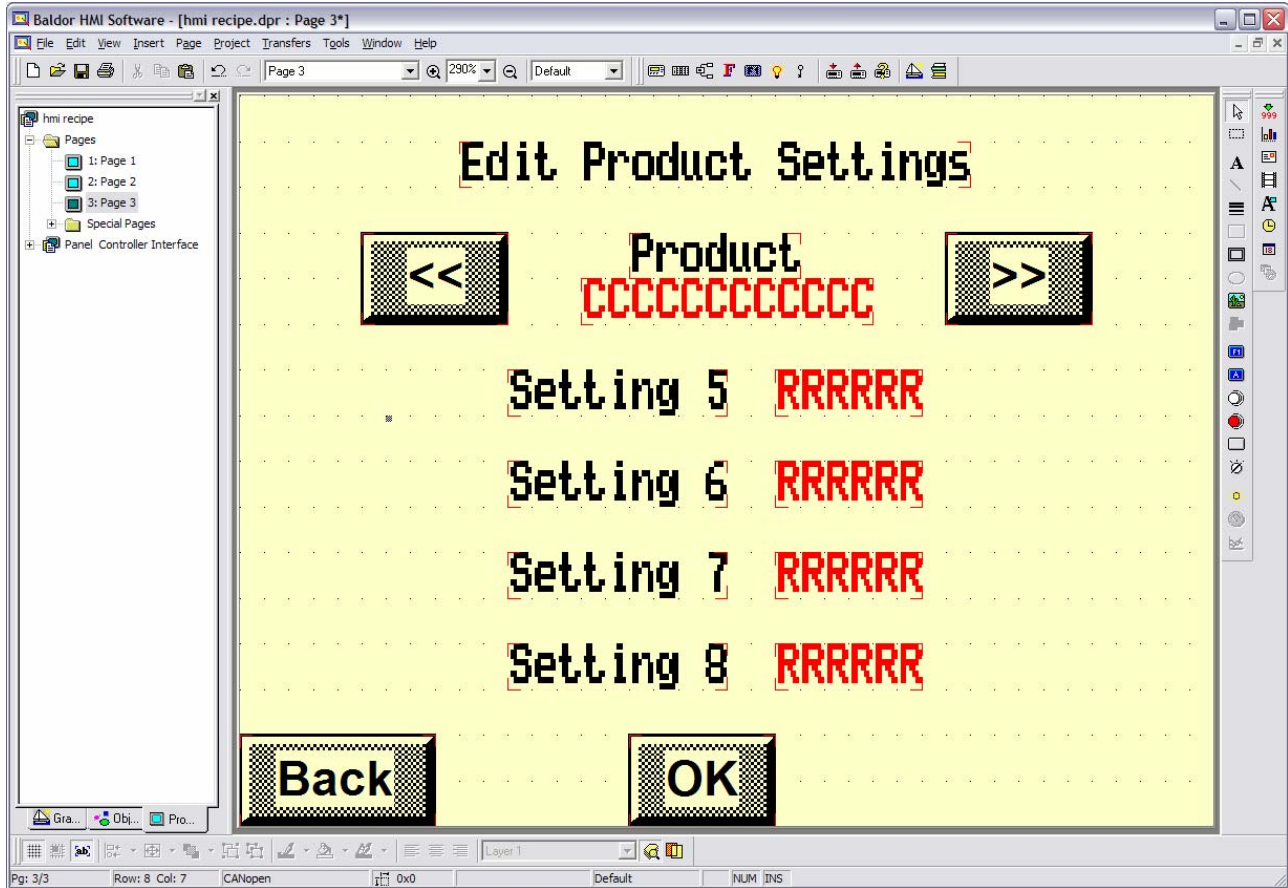 Baldor HMI Software - [hmi recipe.dpr : Page 3*]
File Edit View Insert Page Project Transfers Tools Window Help
Page 3 290% Default
hmi recipe
Pages
1: Page 1
2: Page 2
3: Page 3
Special Pages
Panel Controller Interface
Edit Product Settings
<< Product >>
CCCCCCCCCCCC
Setting 5 RRRRRR
Setting 6 RRRRRR
Setting 7 RRRRRR
Setting 8 RRRRRR
Back OK
Gra... Obj... Pro...
Layer 1
Pg: 3/3 Row: 8 Col: 7 CANopen 0x0 Default NUM INS